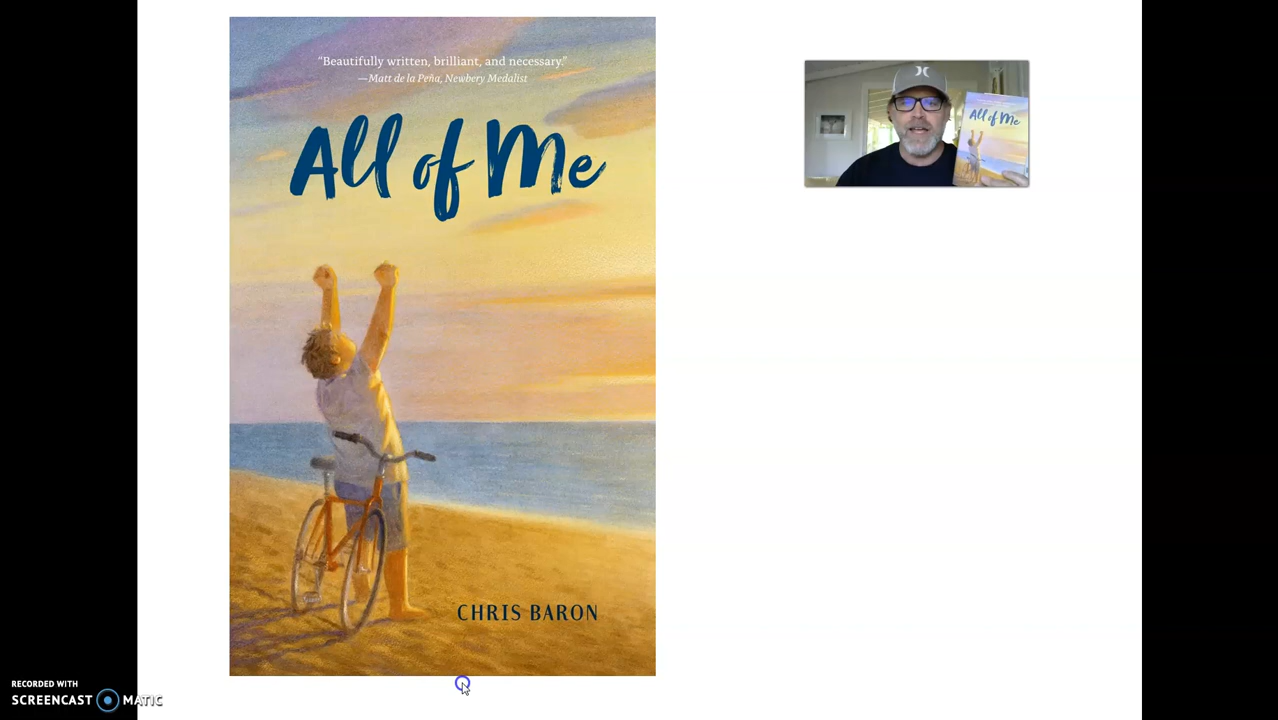 “Beautifully written, brilliant, and necessary.”
—Matt de la Peña, Newbery Medalist
All of Me
CHRIS BARON
All of Me
RECORDED WITH
SCREENCAST MATIC